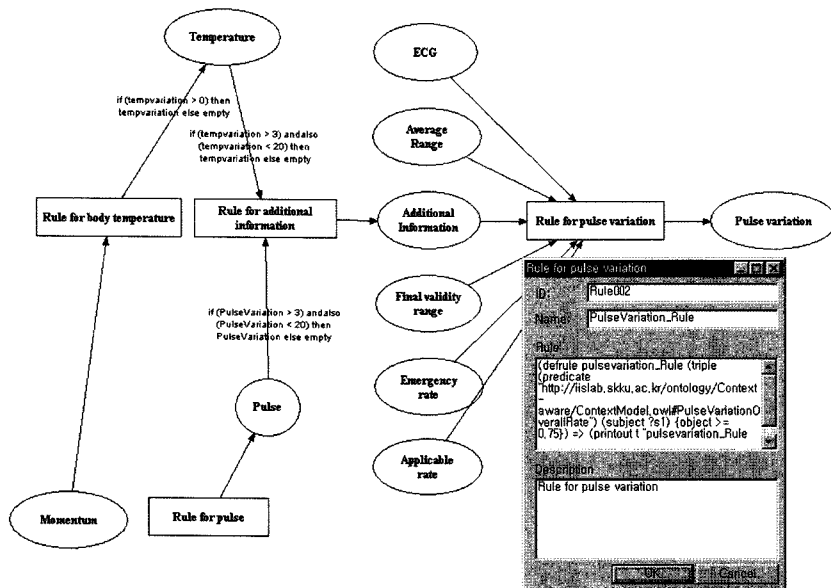 Temperature
ECG
if (tempvariation > 0) then
tempvariation else empty
if (tempvariation > 3) andalso
(tempvariation < 20) then
tempvariation else empty
Average
Range
Rule for body temperature
Rule for additional
information
Additional
Information
Rule for pulse variation
Pulse variation
if (PulseVariation > 3) andalso
(PulseVariation < 20) then
PulseVariation else empty
Final validity
range
Emergency
rate
Pulse
Applicable
rate
Momentum
Rule for pulse
Rule for pulse variation
ID:
Rule002
Name:
PulseVariation_Rule
Rule
(defrule pulsevariation_Rule (triple
(predicate
"http://iislab.skku.ac.kr/ontology/Context
-
aware/ContextModel.owl#PulseVariationO
verallRate") (subject ?s1) {object >=
0.75}) => (printout t "pulsevariation_Rule
Description
Rule for pulse variation
OK
Cancel